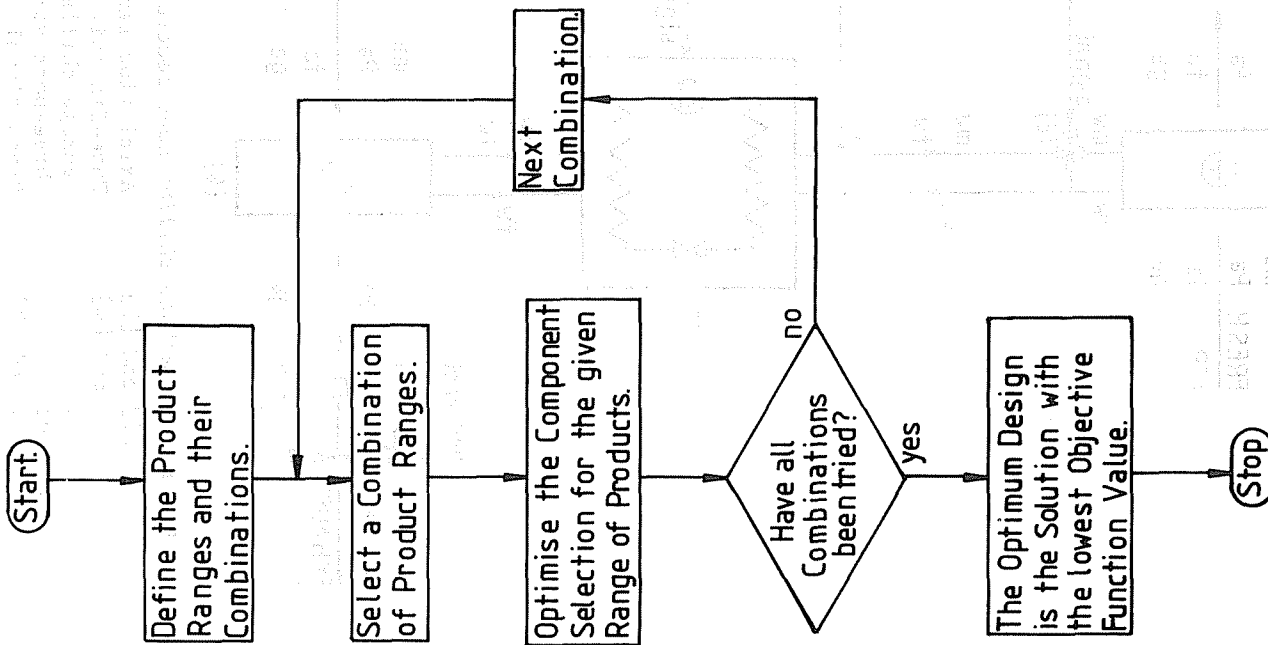 Start.
Define the Product
Ranges and their
Combinations.
Select a Combination
of Product Ranges.
Optimise the Component
Selection for the given
Range of Products.
Have all
Combinations
been tried?
no
Next
Combination.
yes
The Optimum Design
is the Solution with
the lowest Objective
Function Value.
Stop